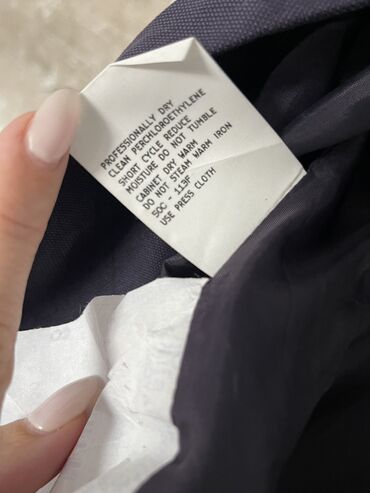 PROFESSIONALLY DRY
CLEAN PERCHLOROETHYLENE
SHORT CYCLE REDUCE
MOISTURE DO NOT TUMBLE
CABINET DRY WARM
DO NOT STEAM WARM IRON
50C - 113F
USE PRESS CLOTH